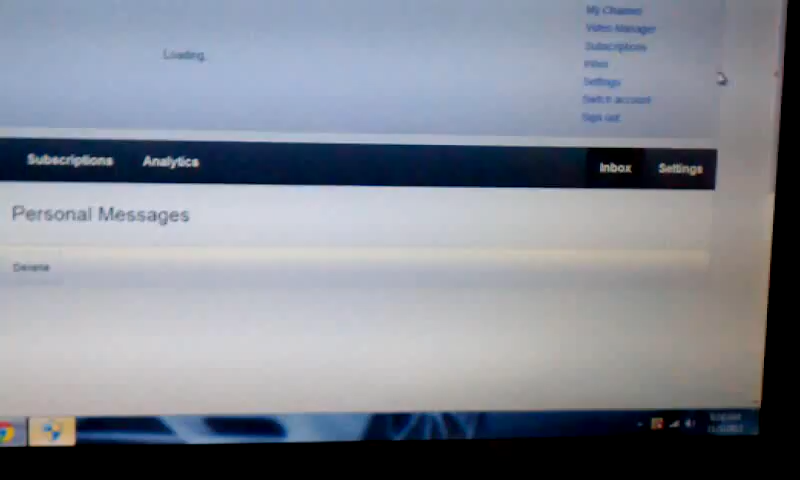 My Channel
Video Manager
Subscriptions
Inbox
Loading.
Settings
Switch account
Sign out
Subscriptions Analytics Inbox Settings
Personal Messages
Delete